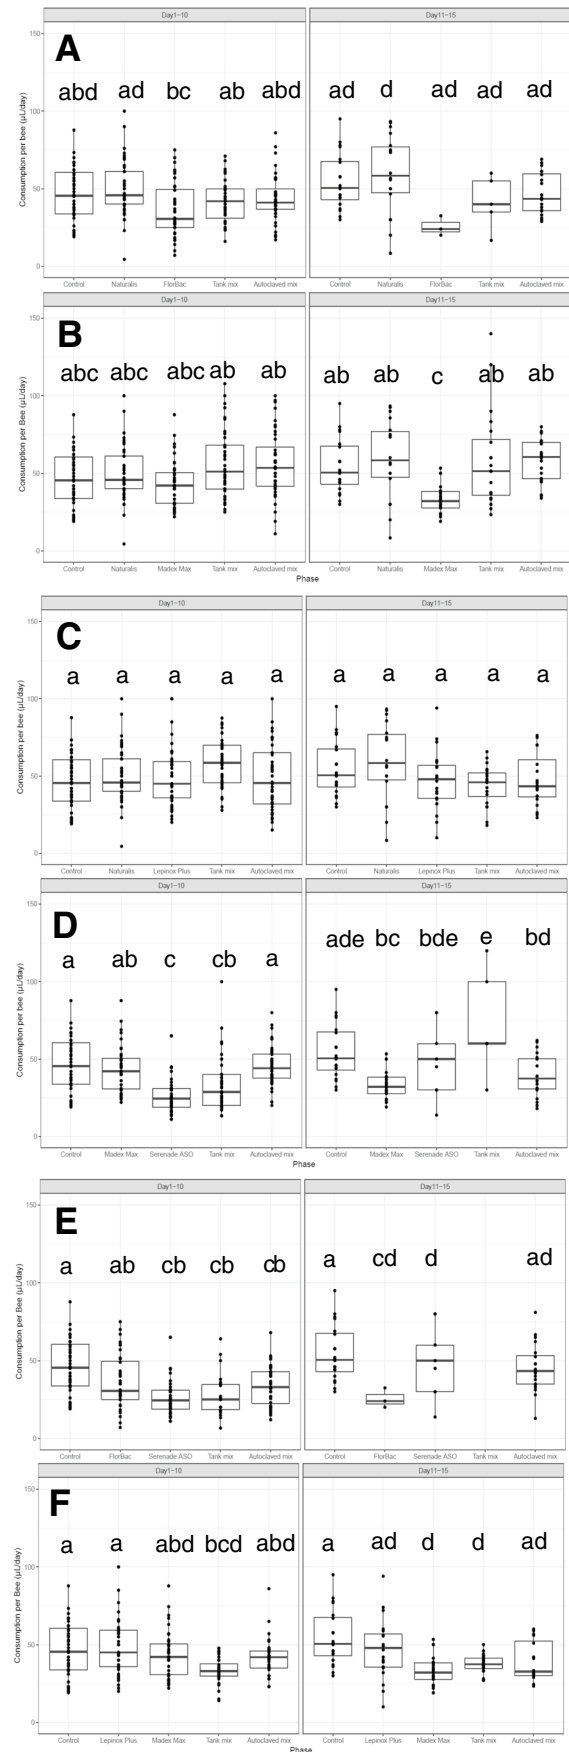 Day1−10 Day11−15
A
Consumption per bee (µL/day)
150
abd ad bc ab abd ad d ad ad ad
100
50
0
Control Naturalis FlorBac Tank mix Autoclaved mix Control Naturalis FlorBac Tank mix Autoclaved mix
Day1−10 Day11−15
B
Consumption per Bee (µL/day)
150
abc abc abc ab ab ab ab c ab ab
100
50
0
Control Naturalis Madex Max Tank mix Autoclaved mix Control Naturalis Madex Max Tank mix Autoclaved mix
Phase
Day1−10 Day11−15
C
Consumption per bee (µL/day)
150
a a a a a a a a a a
100
50
0
Control Naturalis Lepinox Plus Tank mix Autoclaved mix Control Naturalis Lepinox Plus Tank mix Autoclaved mix
Day1−10 Day11−15
D
Consumption per bee (µL/day)
150
a ab c cb a ade bc bde e bd
100
50
0
Control Madex Max Serenade ASO Tank mix Autoclaved mix Control Madex Max Serenade ASO Tank mix Autoclaved mix
Phase
Day1−10 Day11−15
E
Consumption per Bee (µL/day)
150
a ab cb cb cb a cd d ad
100
50
0
Control FlorBac Serenade ASO Tank mix Autoclaved mix Control FlorBac Serenade ASO Tank mix Autoclaved mix
Day1−10 Day11−15
F
Consumption per Bee (µL/day)
150
a a abd bcd abd a ad d d ad
100
50
0
Control Lepinox Plus Madex Max Tank mix Autoclaved mix Control Lepinox Plus Madex Max Tank mix Autoclaved mix
Phase